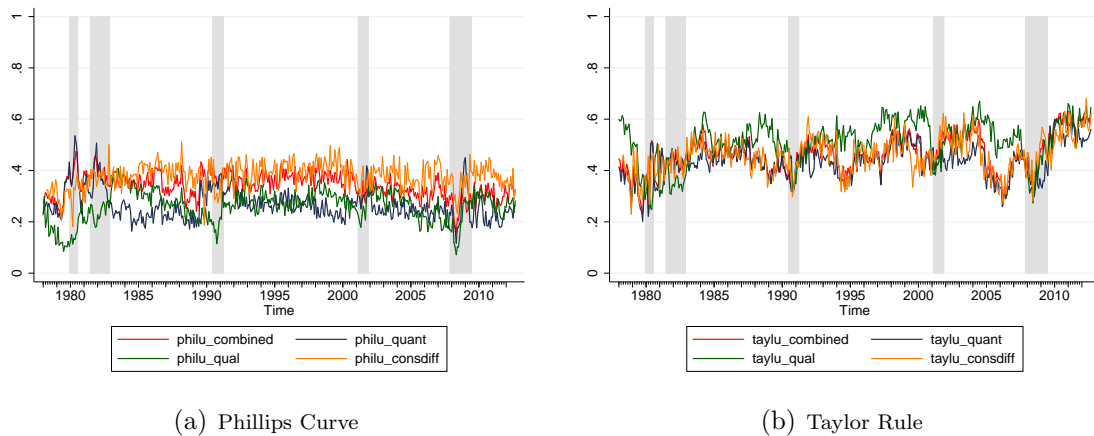 1
.8
.6
.4
.2
0
1980 1985 1990 1995 2000 2005 2010
Time
philu_combined philu_quant
philu_qual philu_consdiff
(a) Phillips Curve
1
.8
.6
.4
.2
0
1980 1985 1990 1995 2000 2005 2010
Time
taylu_combined taylu_quant
taylu_qual taylu_consdiff
(b) Taylor Rule